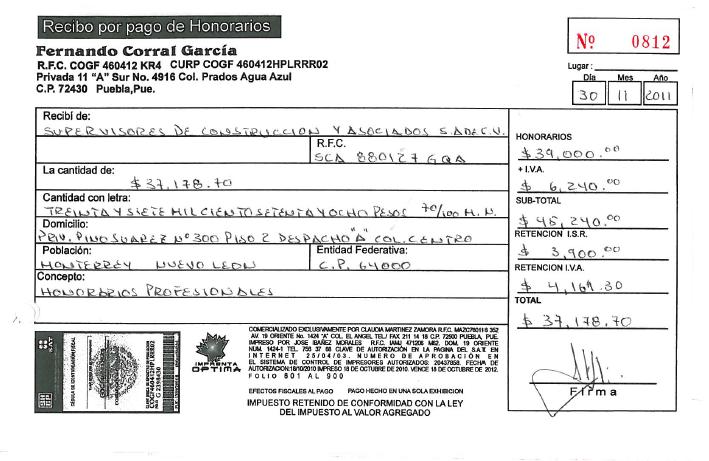 Recibo por pago de Honorarios
Fernando Corral García
R.F.C. COGF 460412 KR4 CURP COGF 460412HPLRRR02
Privada 11 "A" Sur No. 4916 Col. Prados Agua Azul
C.P. 72430 Puebla,Pue.
Nº 0812
Lugar:
Día Mes Año
30 11 2011
Recibí de:
SUPERVISORES DE CONSTRUCCION Y ASOCIADOS S.A DE C.V.
R.F.C.
SCA 880127 GQA
La cantidad de:
$ 37,178.70
Cantidad con letra:
TREINTA Y SIETE MIL CIENTO SETENTA Y OCHO PESOS 70/100 M.N.
Domicilio:
PRIV. PINO SUAREZ Nº 300 PISO 2 DESPACHO "A" COL. CENTRO
Población:
MONTERREY NUEVO LEON
Entidad Federativa:
C.P. 64000
Concepto:
HONORARIOS PROFESIONALES
HONORARIOS
$ 39,000.00
+ I.V.A.
$ 6,240.00
SUB-TOTAL
$ 45,240.00
RETENCION I.S.R.
$ 3,900.00
RETENCION I.V.A.
$ 4,161.30
TOTAL
$ 37,178.70
Firma
SAT
CÉDULA DE IDENTIFICACIÓN FISCAL
COGF460412HPLRRR02
IMPRENTA
OPTIMA
COMERCIALIZADO EXCLUSIVAMENTE POR CLAUDIA MARTINEZ ZAMORA R.F.C. MAZC760116 352
AV. 19 ORIENTE No. 1424 "A" COL. EL ANGEL TEL/ FAX 211 14 18 C.P. 72500 PUEBLA, PUE.
IMPRESO POR JOSE IBAÑEZ MORALES R.F.C. IAMJ 471206 M62, DOM. 19 ORIENTE
NUM. 1424-1 TEL. 756 37 68 CLAVE DE AUTORIZACIÓN EN LA PAGINA DEL S.A.T. EN
INTERNET 25/04/03. NUMERO DE APROBACIÓN EN
EL SISTEMA DE CONTROL DE IMPRESORES AUTORIZADOS: 20437858. FECHA DE
AUTORIZACION:18/10/2010 IMPRESO 18 DE OCTUBRE DE 2010. VENCE 18 DE OCTUBRE DE 2012.
FOLIO 601 AL 900
EFECTOS FISCALES AL PAGO PAGO HECHO EN UNA SOLA EXHIBICION
IMPUESTO RETENIDO DE CONFORMIDAD CON LA LEY
DEL IMPUESTO AL VALOR AGREGADO